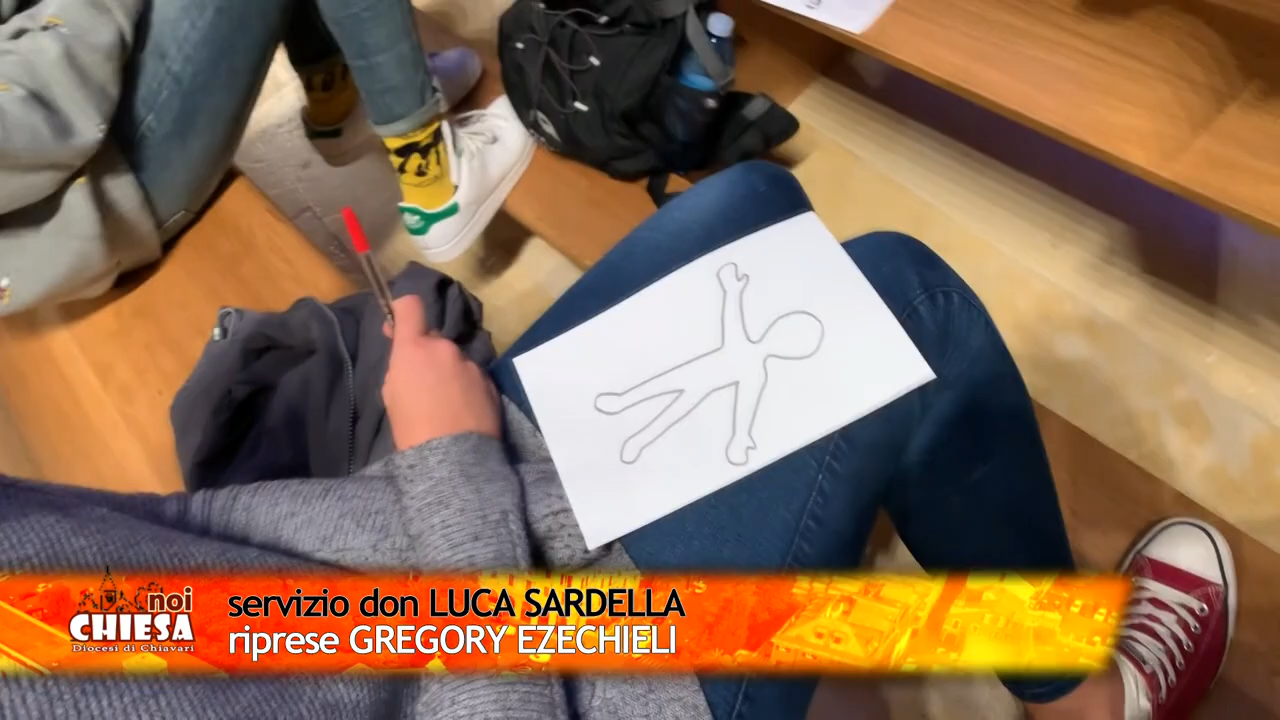 noi
CHIESA
Diocesi di Chiavari
servizio don LUCA SARDELLA
riprese GREGORY EZECHIELI